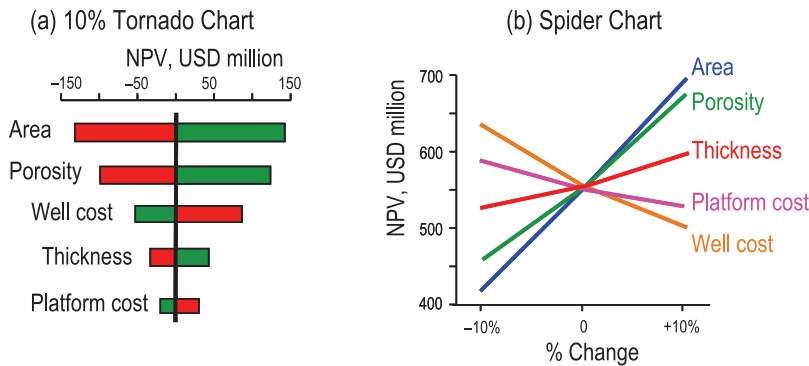 (a) 10% Tornado Chart
NPV, USD million
–150 –50 50 150
Area
Porosity
Well cost
Thickness
Platform cost
(b) Spider Chart
NPV, USD million
700
600
500
400
Area
Porosity
Thickness
Platform cost
Well cost
–10% 0 +10%
% Change